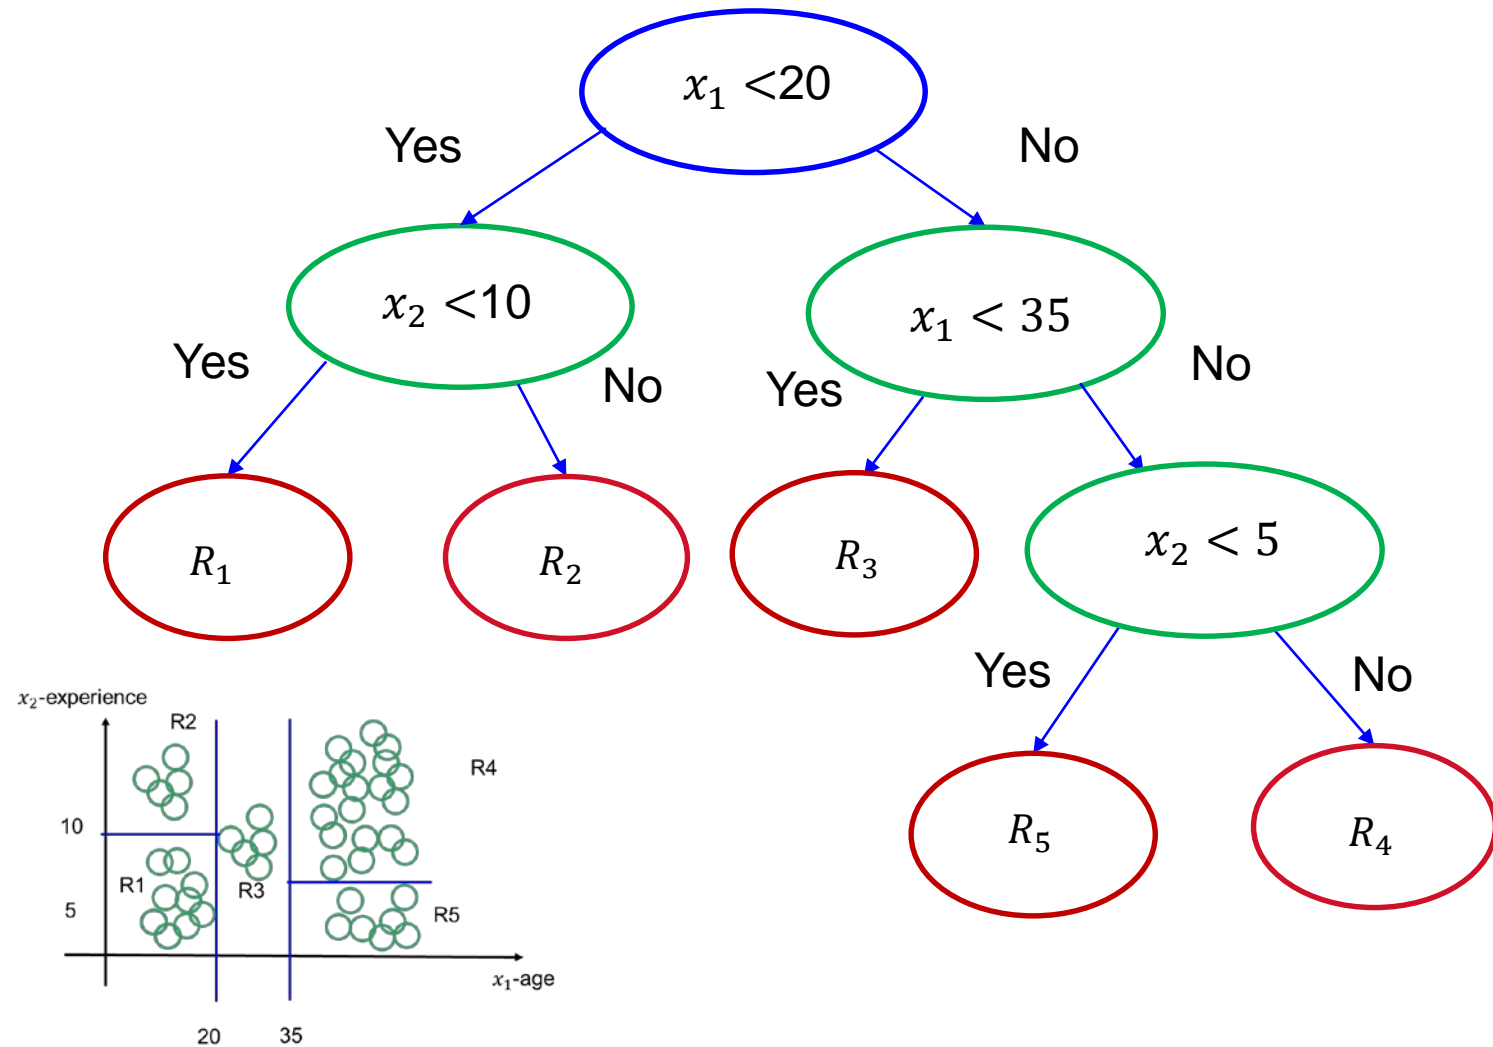 x₁ <20
Yes
No
x₂ <10
x₁ < 35
Yes
No
Yes
No
R₁
R₂
R₃
x₂ < 5
Yes
No
R₅
R₄
x₂-experience
R2
R4
10
R1
R3
5
R5
x₁-age
20
35